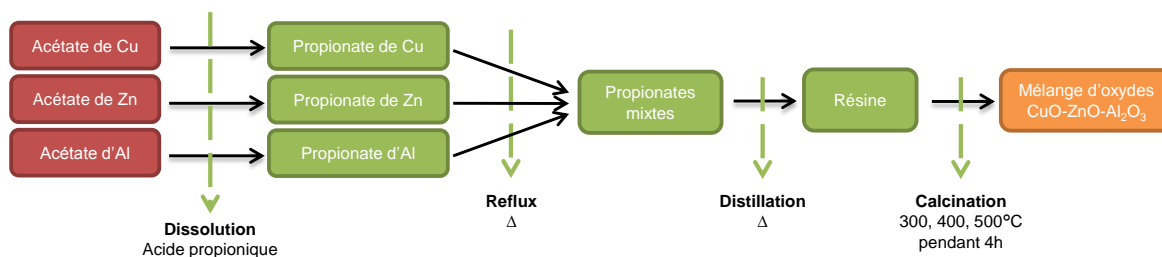 Acétate de Cu
Propionate de Cu
Acétate de Zn
Propionate de Zn
Acétate d'Al
Propionate d'Al
Propionates
mixtes
Résine
Mélange d'oxydes
CuO-ZnO-Al₂O₃
Dissolution
Acide propionique
Reflux
Δ
Distillation
Δ
Calcination
300, 400, 500°C
pendant 4h